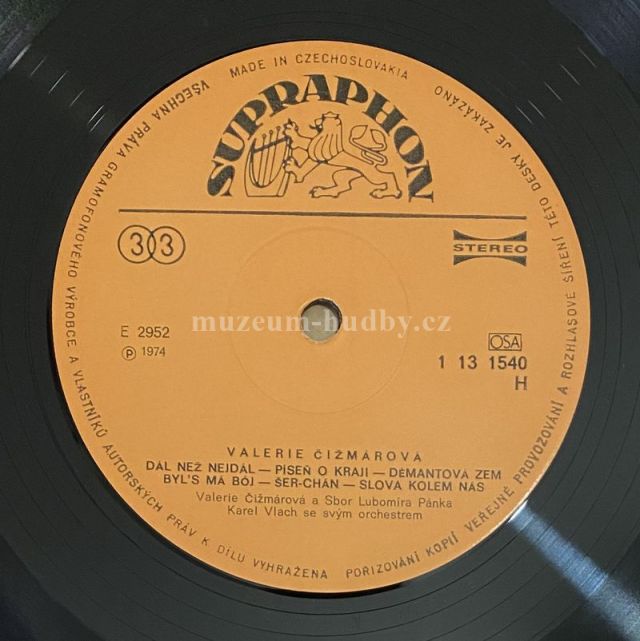 MADE IN CZECHOSLOVAKIA
VŠECHNA PRÁVA GRAMOFONOVÉHO VÝROBCE A VLASTNÍKŮ AUTORSKÝCH PRÁV K DÍLU VYHRAŽENA
POŘIZOVÁNÍ KOPIÍ VEŘEJNÉ PROVOZOVÁNÍ A ROZHLASOVÉ ŠÍŘENÍ TÉTO DESKY JE ZAKÁZÁNO
SUPRAPHON
33
STEREO
E 2952
℗ 1974
muzeum-hudby.cz
OSA
1 13 1540
H
VALERIE ČIŽMÁROVÁ
DÁL NEŽ NEJDÁL — PÍSEŇ O KRAJI — DÉMANTOVÁ ZEM
BYL'S MA BÓJ — ŠER-CHÁN — SLOVA KOLEM NÁS
Valerie Čižmárová a Sbor Lubomíra Pánka
Karel Vlach se svým orchestrem